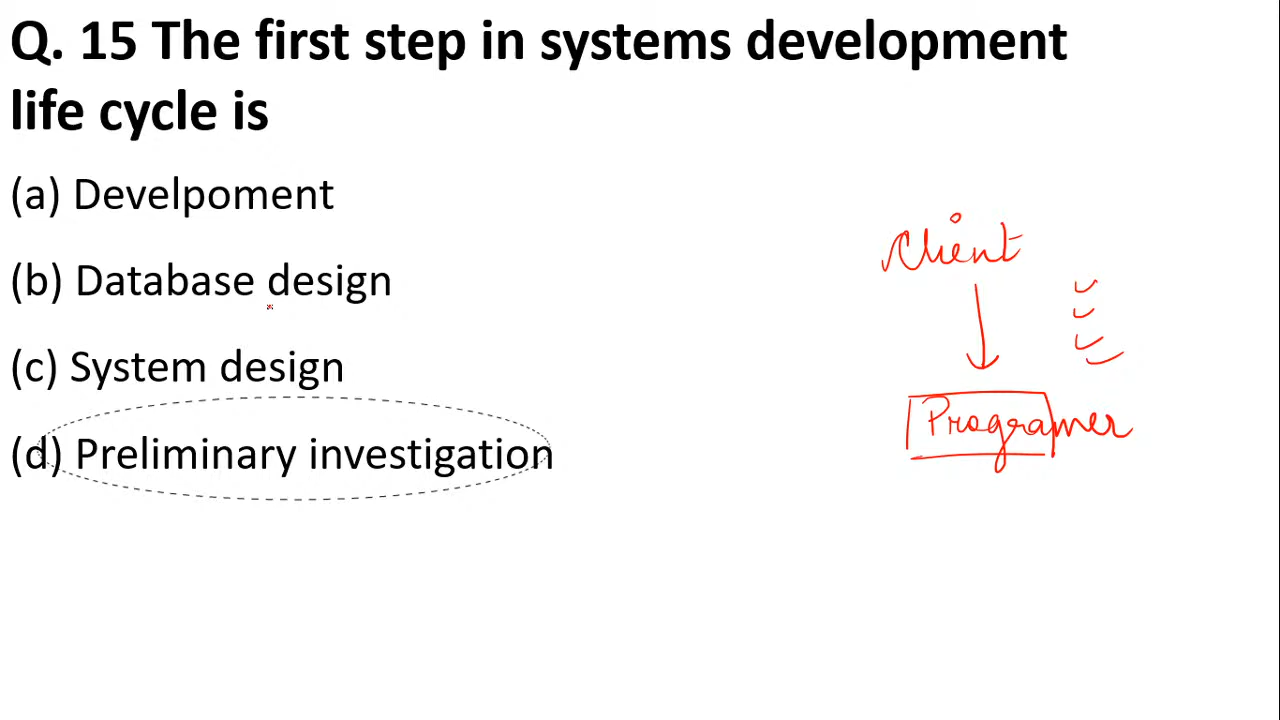 Q. 15 The first step in systems development
life cycle is
(a) Develpoment
(b) Database design
(c) System design
(d) Preliminary investigation
Client
Programer